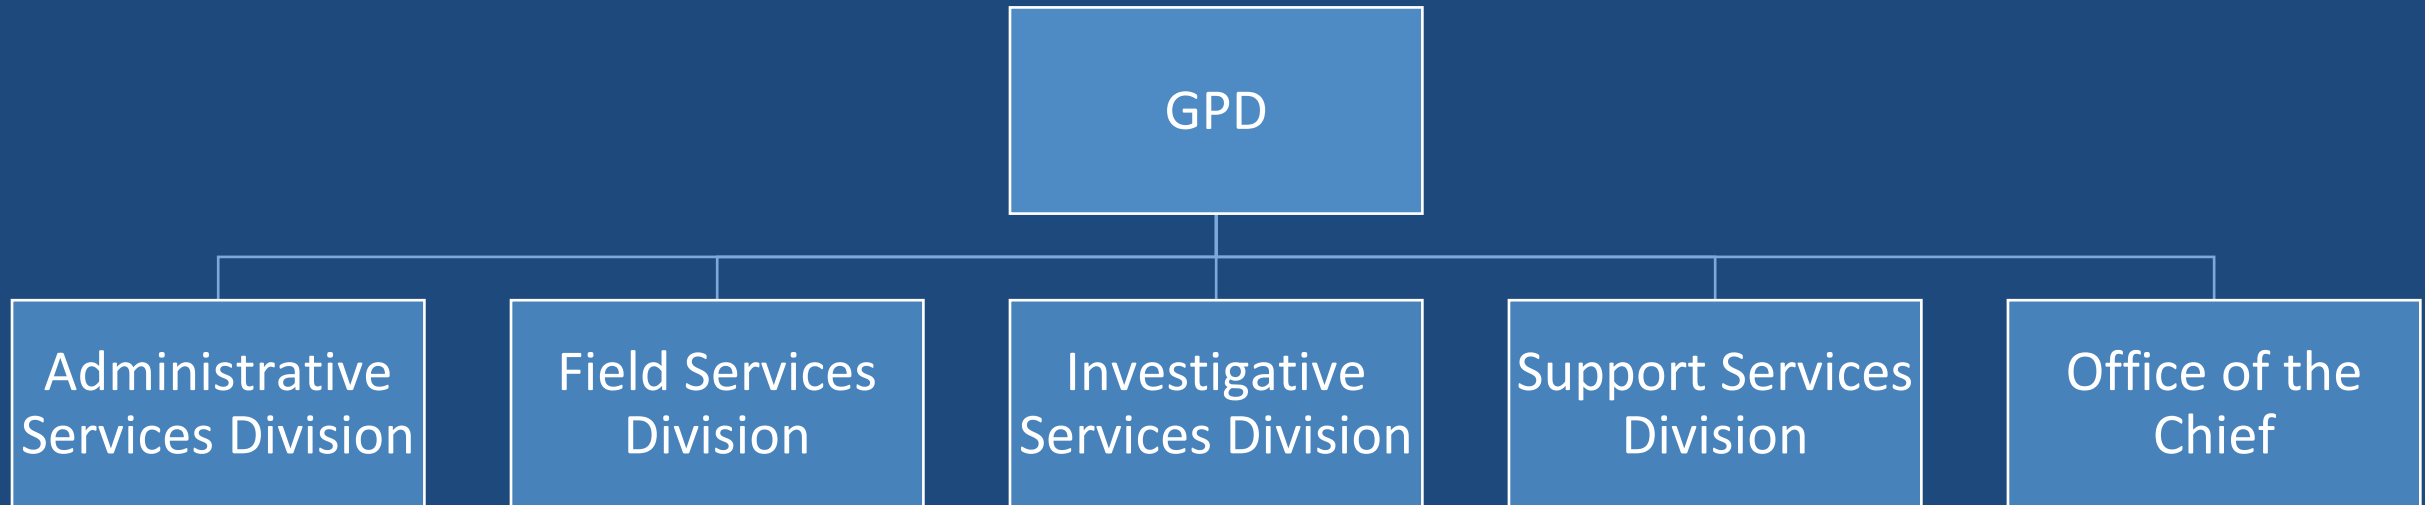 GPD
Administrative
Services Division
Field Services
Division
Investigative
Services Division
Support Services
Division
Office of the
Chief